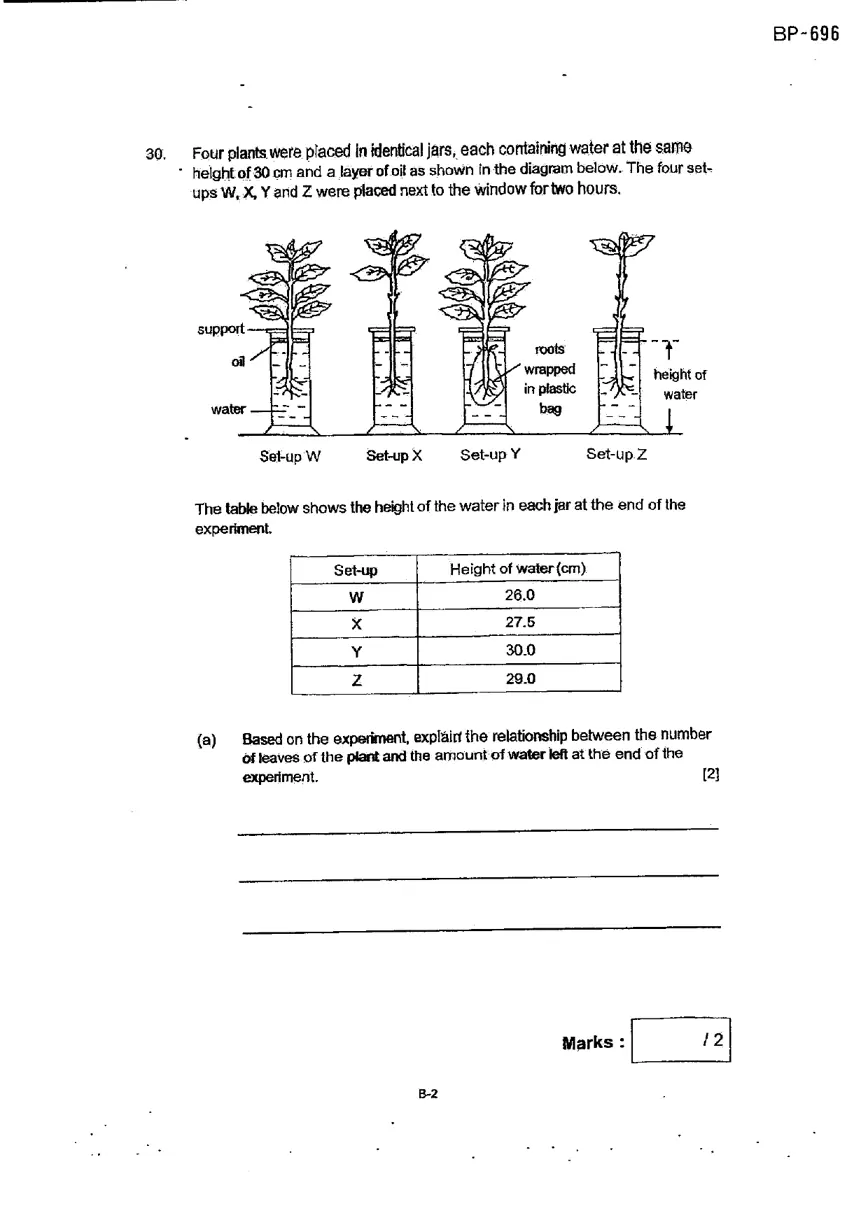 BP-696
30. Four plants were placed in identical jars, each containing water at the same
height of 30 cm and a layer of oil as shown in the diagram below. The four set-
ups W, X, Y and Z were placed next to the window for two hours.
support
oil
water
roots
wrapped
in plastic
bag
height of
water
Set-up W Set-up X Set-up Y Set-up Z
The table below shows the height of the water in each jar at the end of the
experiment.
Set-up Height of water (cm)
W 26.0
X 27.5
Y 30.0
Z 29.0
(a) Based on the experiment, explain the relationship between the number
of leaves of the plant and the amount of water left at the end of the
experiment. [2]
Marks : / 2
B-2